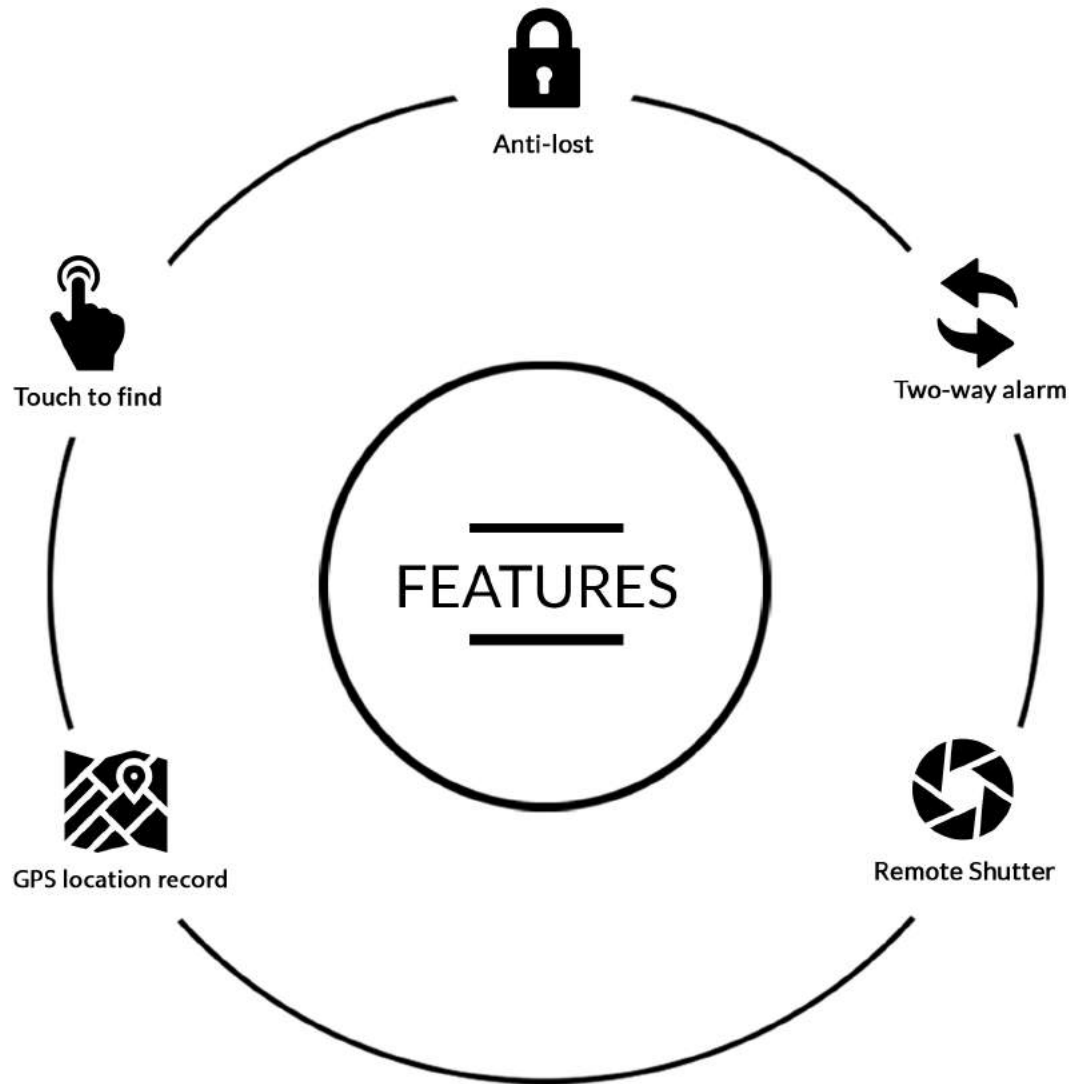 Anti-lost
Touch to find
Two-way alarm
FEATURES
GPS location record
Remote Shutter